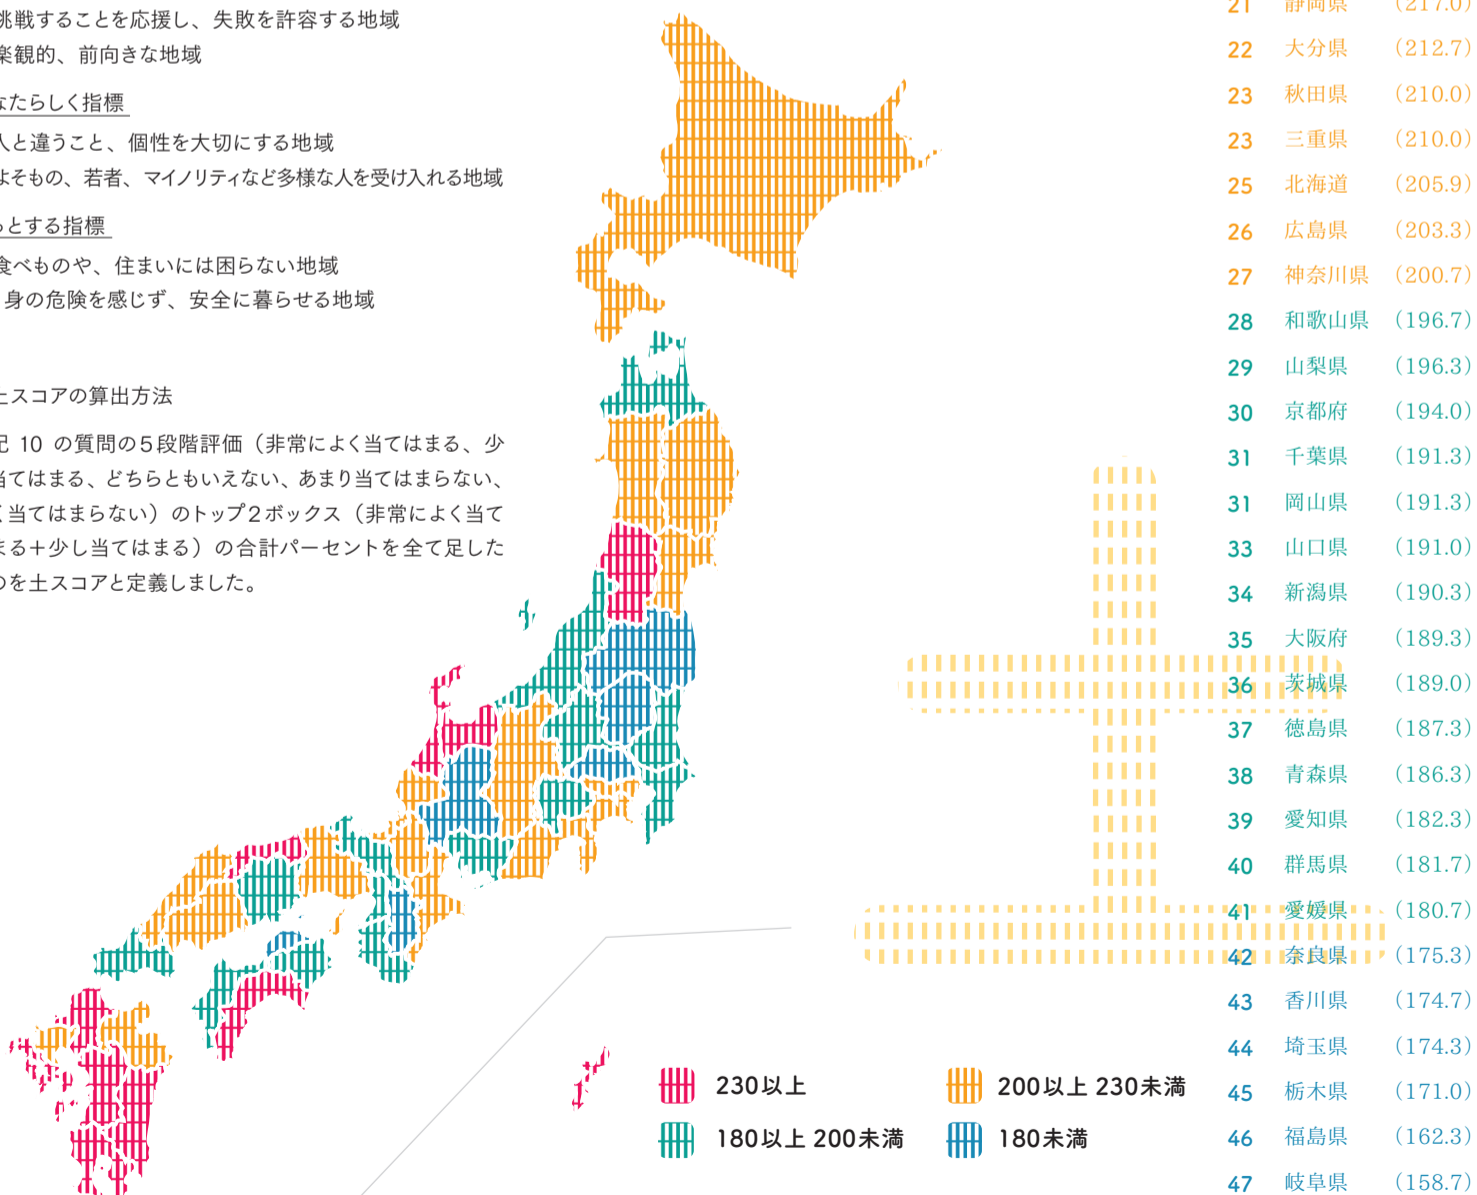 挑戦することを応援し、失敗を許容する地域
楽観的、前向きな地域
なたらしく指標
人と違うこと、個性を大切にする地域
よそもの、若者、マイノリティなど多様な人を受け入れる地域
っとする指標
食べものや、住まいには困らない地域
身の危険を感じず、安全に暮らせる地域
土スコアの算出方法
記 10 の質問の5段階評価（非常によく当てはまる、少
当てはまる、どちらともいえない、あまり当てはまらない、
く当てはまらない）のトップ2ボックス（非常によく当て
まる＋少し当てはまる）の合計パーセントを全て足した
のを土スコアと定義しました。
21 静岡県 （217.0）
22 大分県 （212.7）
23 秋田県 （210.0）
23 三重県 （210.0）
25 北海道 （205.9）
26 広島県 （203.3）
27 神奈川県 （200.7）
28 和歌山県 （196.7）
29 山梨県 （196.3）
30 京都府 （194.0）
31 千葉県 （191.3）
31 岡山県 （191.3）
33 山口県 （191.0）
34 新潟県 （190.3）
35 大阪府 （189.3）
36 茨城県 （189.0）
37 徳島県 （187.3）
38 青森県 （186.3）
39 愛知県 （182.3）
40 群馬県 （181.7）
41 愛媛県 （180.7）
42 奈良県 （175.3）
43 香川県 （174.7）
44 埼玉県 （174.3）
45 栃木県 （171.0）
46 福島県 （162.3）
47 岐阜県 （158.7）
230以上
200以上 230未満
180以上 200未満
180未満